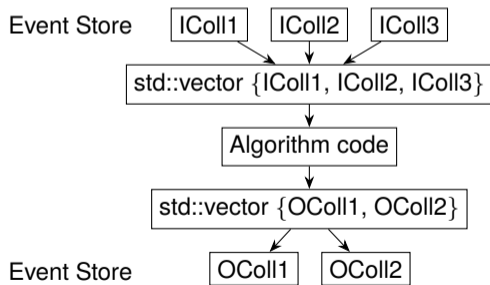 Event Store IColl1 IColl2 IColl3
std::vector {IColl1, IColl2, IColl3}
Algorithm code
std::vector {OColl1, OColl2}
Event Store OColl1 OColl2